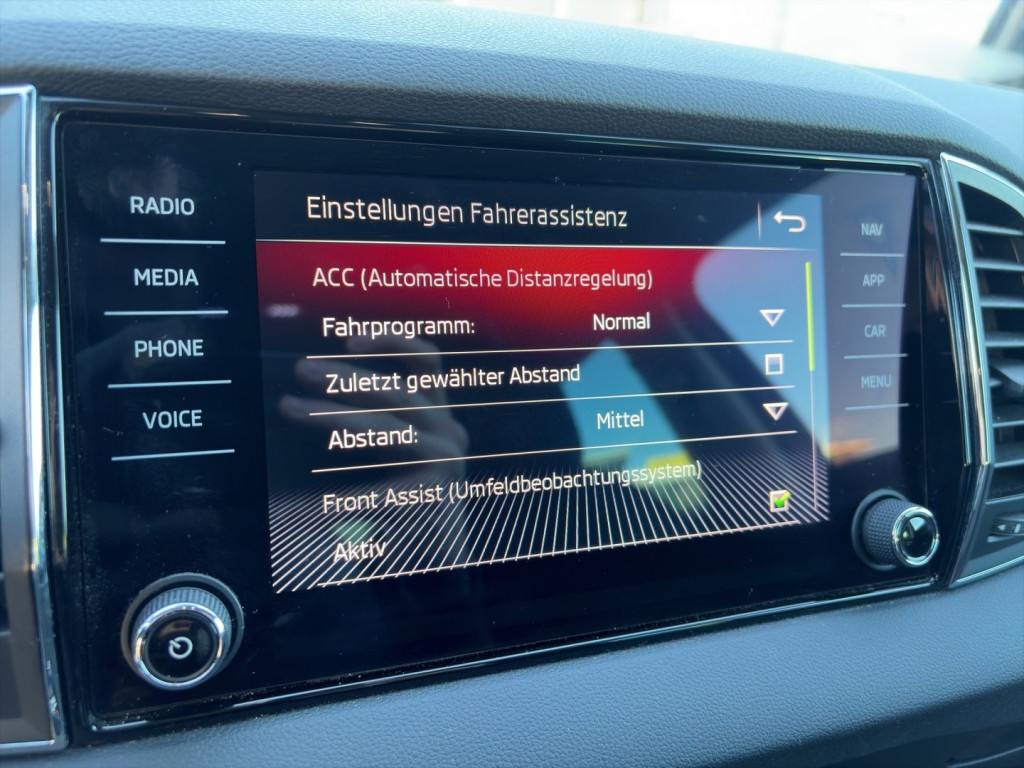 RADIO
MEDIA
PHONE
VOICE
Einstellungen Fahrerassistenz
ACC (Automatische Distanzregelung)
Fahrprogramm: Normal
Zuletzt gewählter Abstand
Abstand: Mittel
Front Assist (Umfeldbeobachtungssystem)
Aktiv
NAV
APP
CAR
MENU